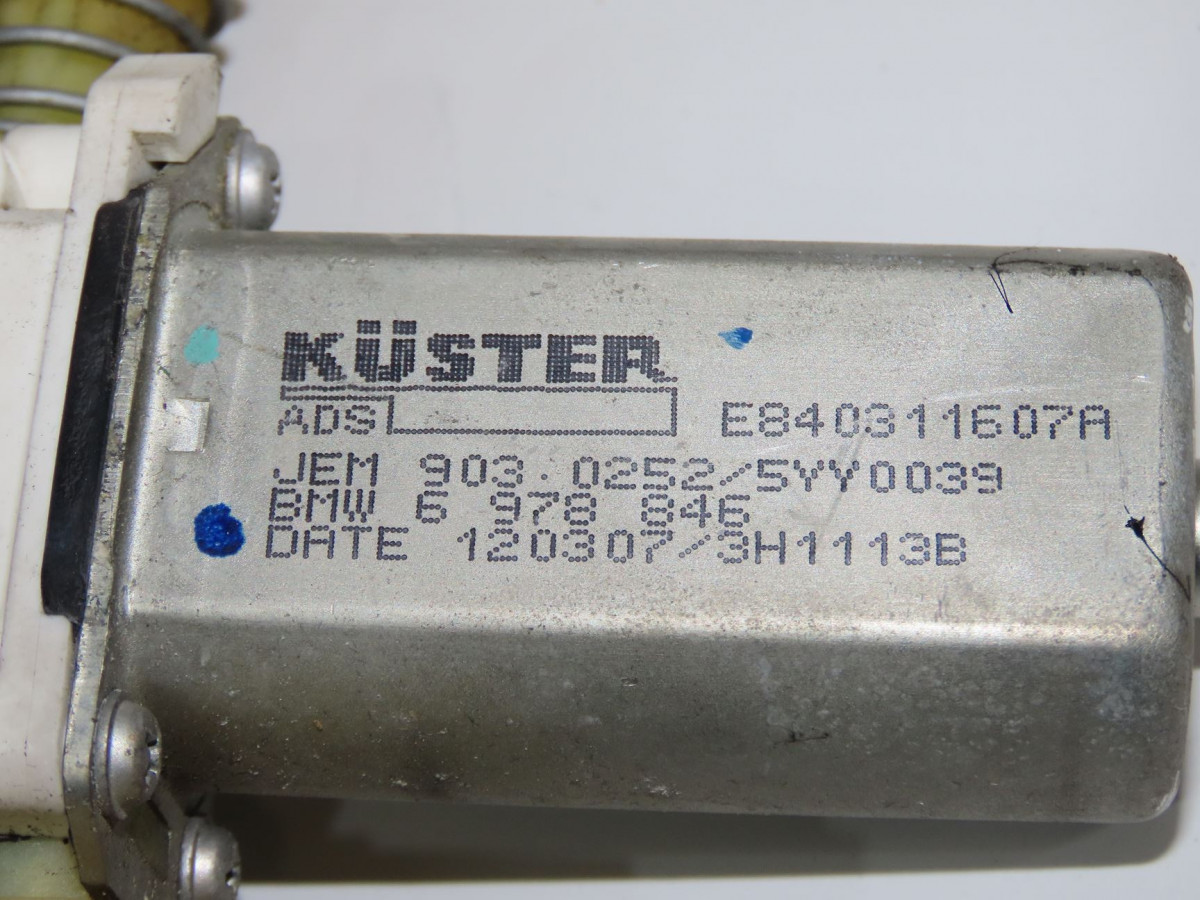 KÜSTER
ADS E840311607A
JEM 903.0252/5YY0039
BMW 6 978 846
DATE 120307/3H1113B